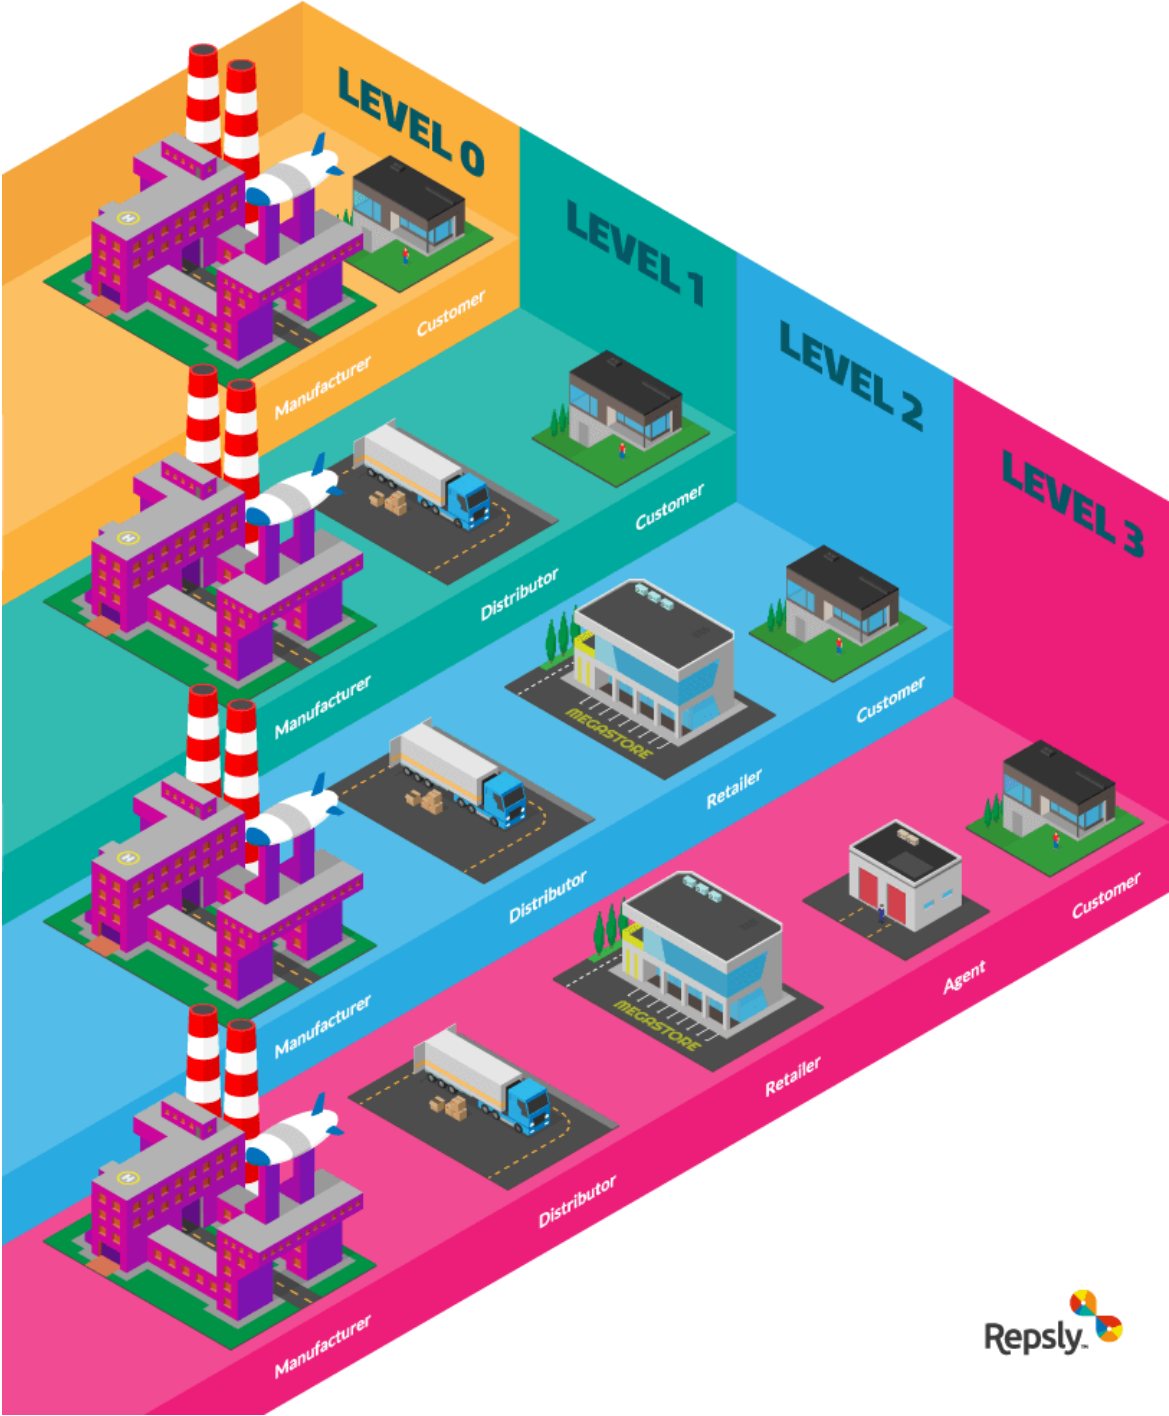 LEVEL 0
Manufacturer
Customer
LEVEL 1
Manufacturer
Distributor
Customer
LEVEL 2
Manufacturer
Distributor
MEGASTORE
Retailer
Customer
LEVEL 3
Manufacturer
Distributor
MEGASTORE
Retailer
Agent
Customer
H
H
H
H
Repsly™